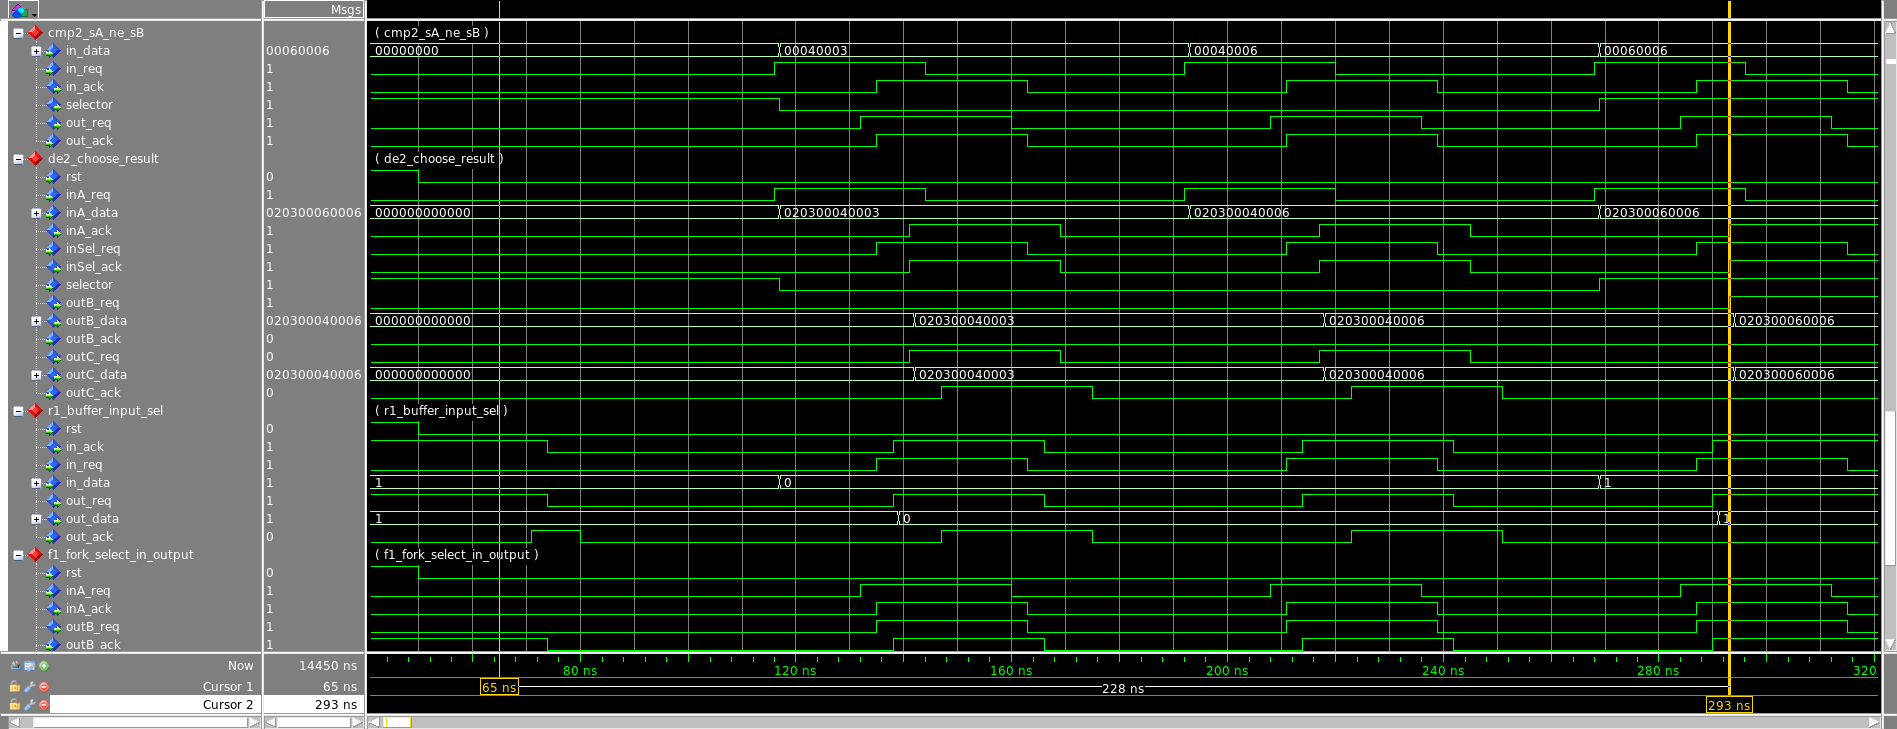 Msgs
cmp2_sA_ne_sB ( cmp2_sA_ne_sB )
in_data 00060006 00000000 00040003 00040006 00060006
in_req 1
in_ack 1
selector 1
out_req 1
out_ack 1
de2_choose_result ( de2_choose_result )
rst 0
inA_req 1
inA_data 020300060006 000000000000 020300040003 020300040006 020300060006
inA_ack 1
inSel_req 1
inSel_ack 1
selector 1
outB_req 1
outB_data 020300040006 000000000000 020300040003 020300040006 020300060006
outB_ack 0
outC_req 0
outC_data 020300040006 000000000000 020300040003 020300040006 020300060006
outC_ack 0
r1_buffer_input_sel ( r1_buffer_input_sel )
rst 0
in_ack 1
in_req 1
in_data 1 1 0 1
out_req 1
out_data 1 1 0 1
out_ack 0
f1_fork_select_in_output ( f1_fork_select_in_output )
rst 0
inA_req 1
inA_ack 1
outB_req 1
outB_ack 1
Now 14450 ns 80 ns 120 ns 160 ns 200 ns 240 ns 280 ns 320
Cursor 1 65 ns 65 ns 228 ns
Cursor 2 293 ns 293 ns